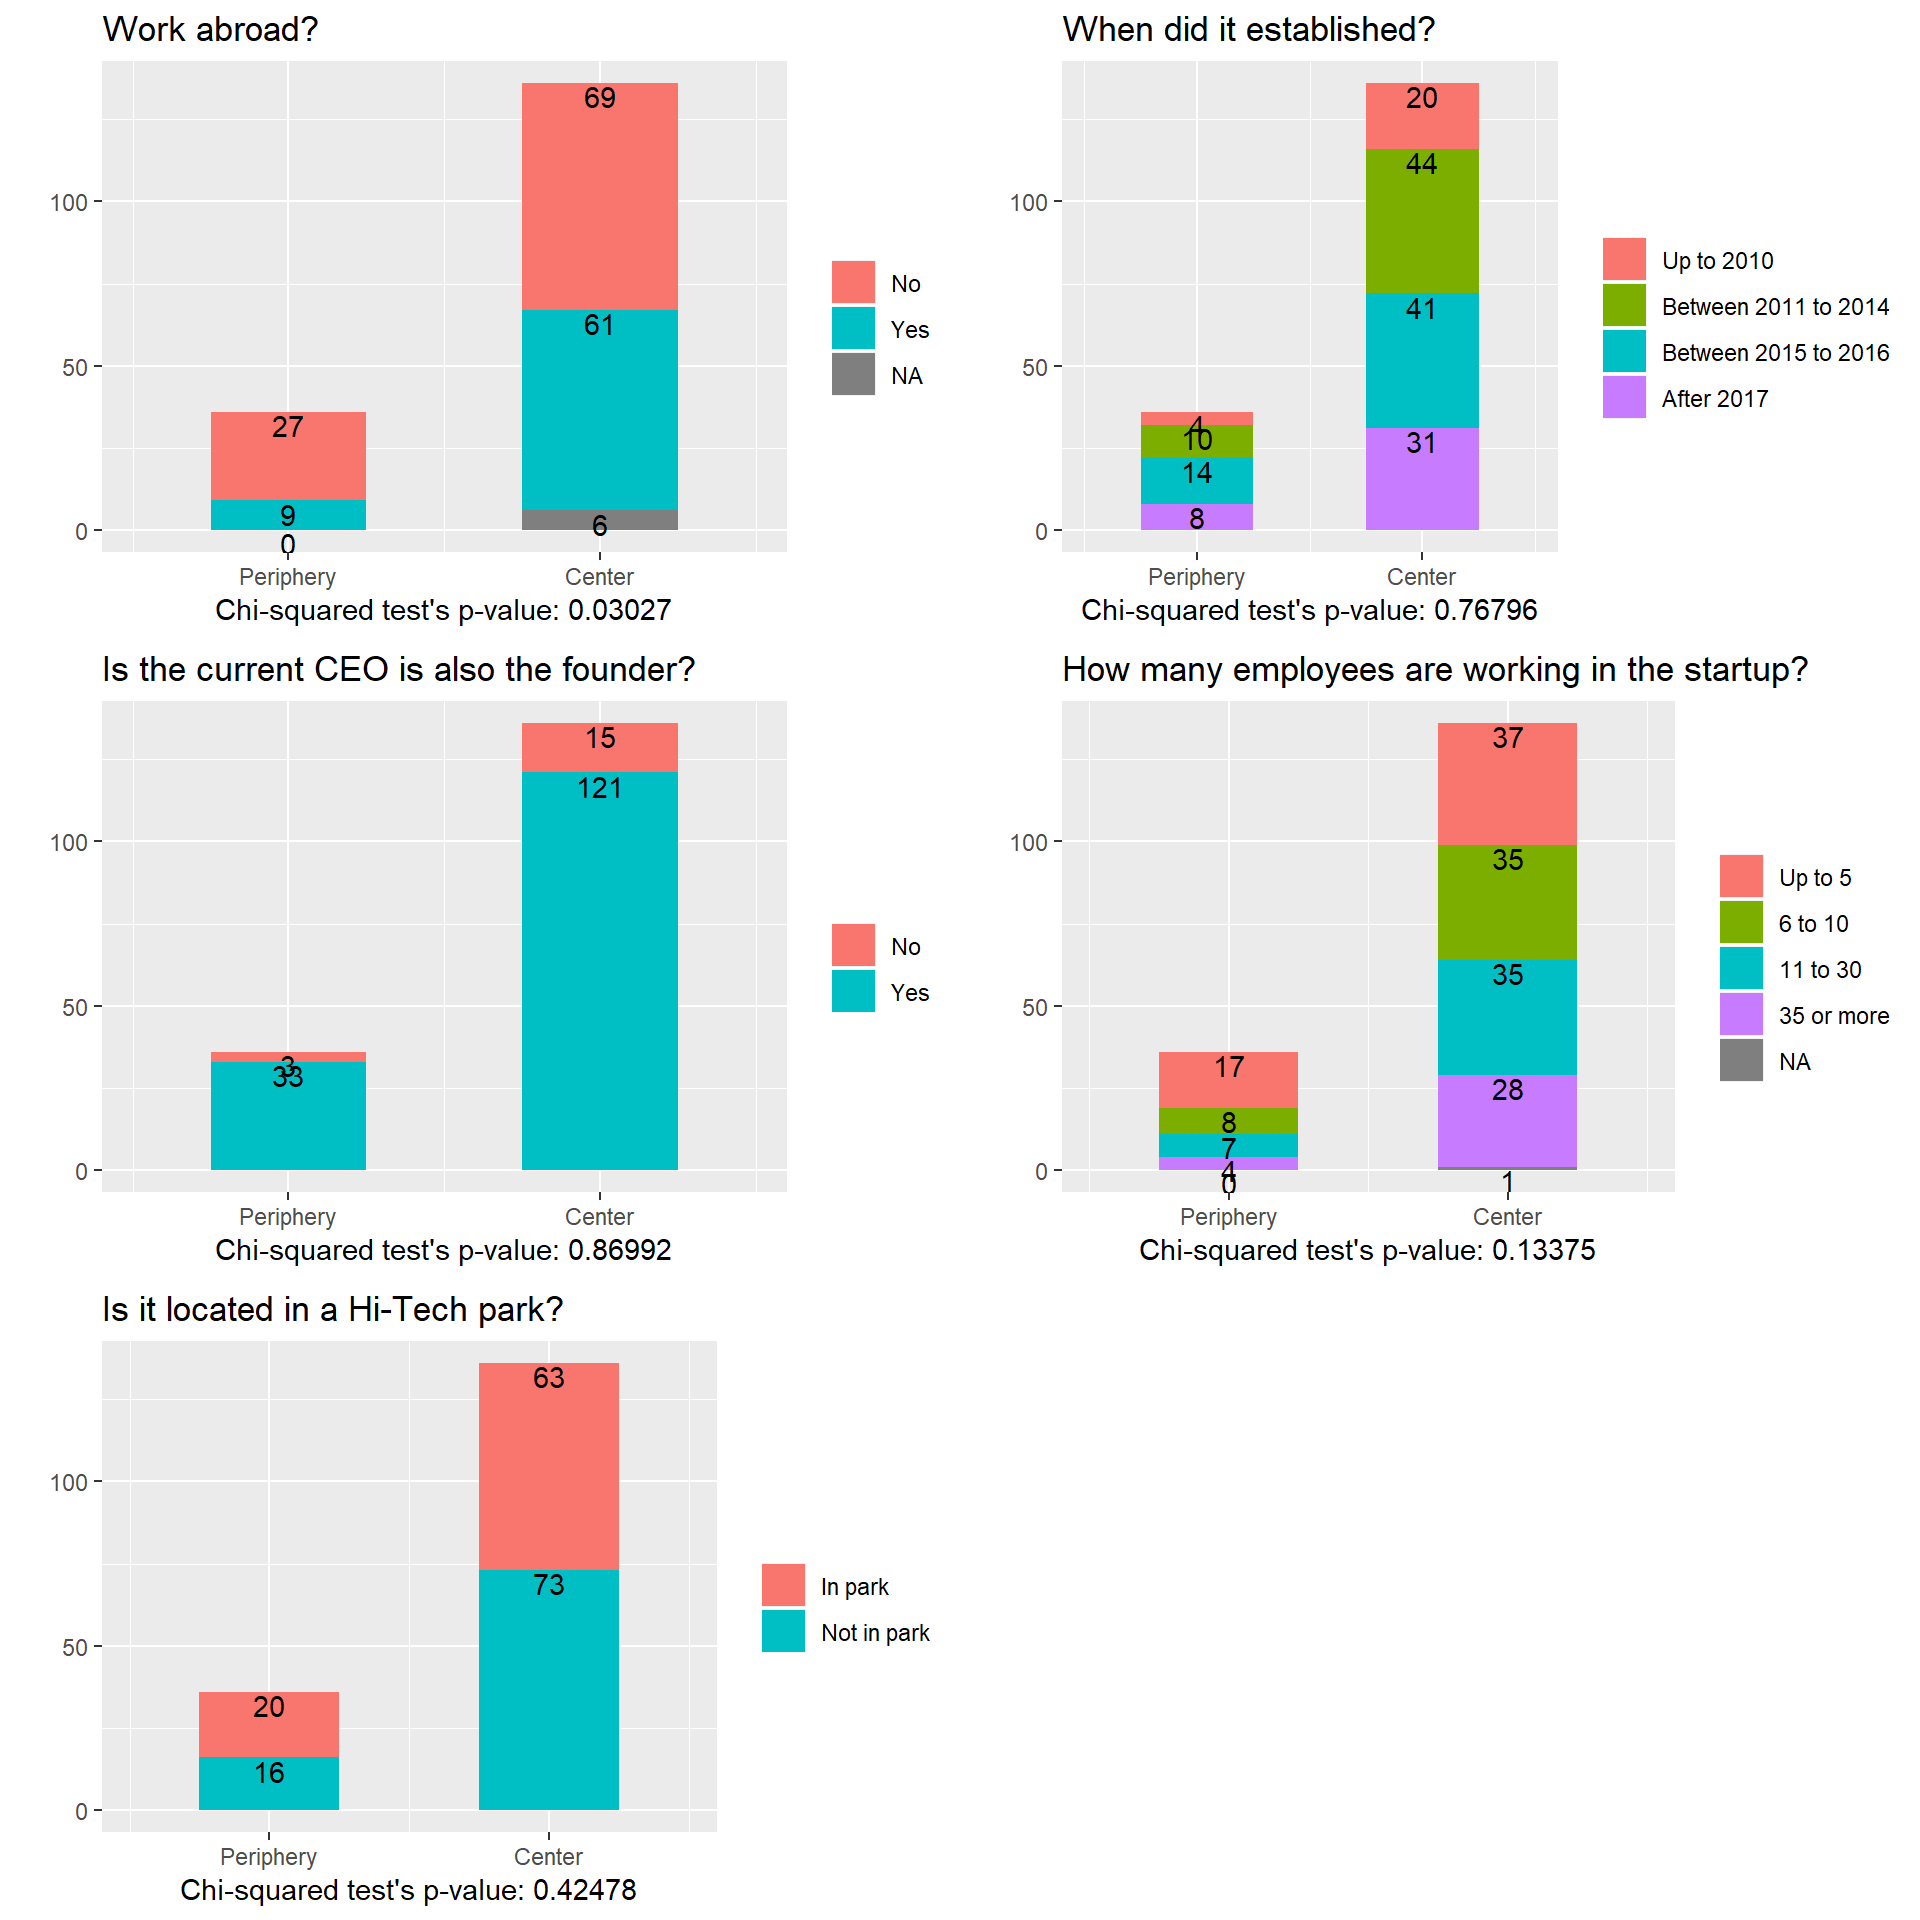 Work abroad?
69
100
61
No
Yes
NA
50
27
9
6
0
0
Periphery
Center
Chi-squared test's p-value: 0.03027
When did it established?
20
44
100
41
Up to 2010
Between 2011 to 2014
Between 2015 to 2016
After 2017
50
4
10
14
31
8
0
Periphery
Center
Chi-squared test's p-value: 0.76796
Is the current CEO is also the founder?
15
121
100
No
Yes
50
3
33
0
Periphery
Center
Chi-squared test's p-value: 0.86992
How many employees are working in the startup?
37
100
35
35
Up to 5
6 to 10
11 to 30
35 or more
NA
50
17
28
8
7
4
0
0
1
Periphery
Center
Chi-squared test's p-value: 0.13375
Is it located in a Hi-Tech park?
63
100
73
In park
Not in park
50
20
16
0
Periphery
Center
Chi-squared test's p-value: 0.42478